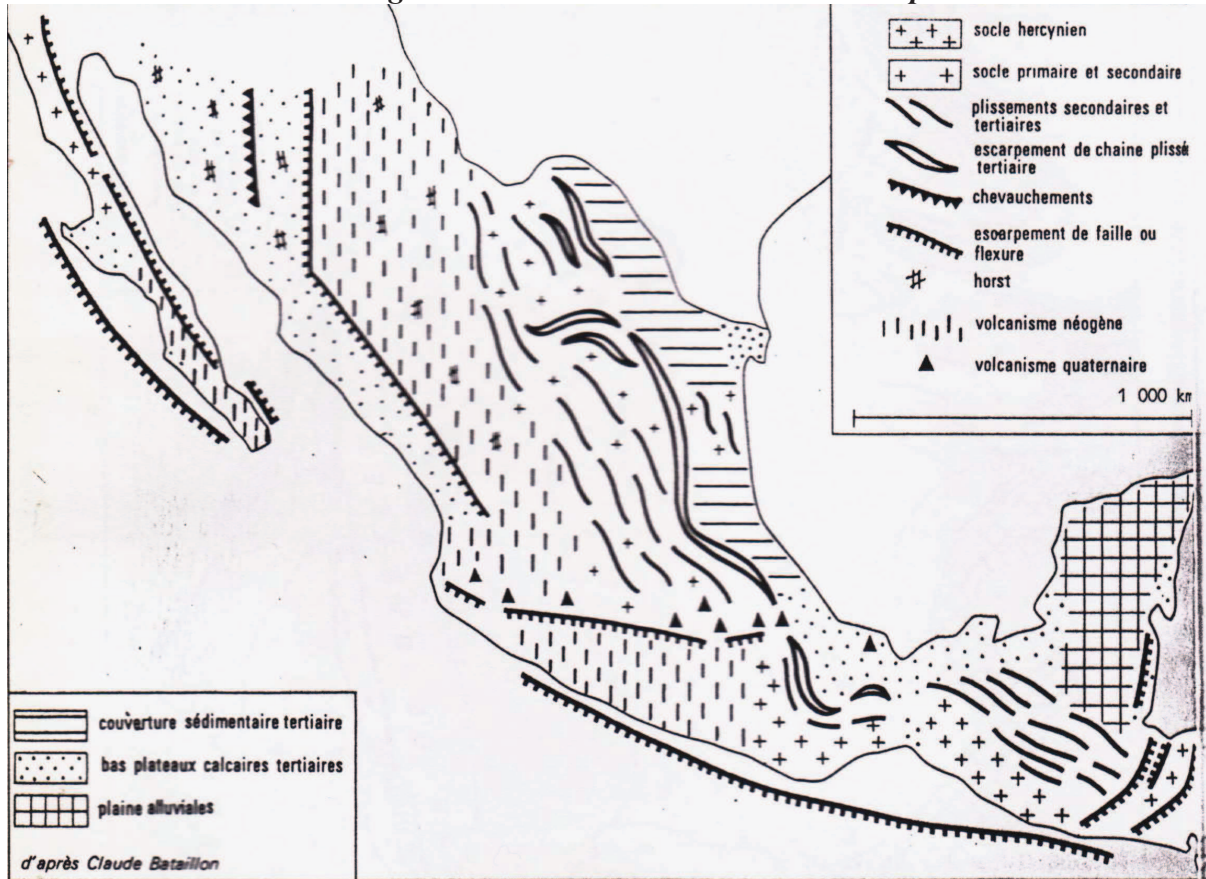 socle hercynien
socle primaire et secondaire
plissements secondaires et
tertiaires
escarpement de chaine plissé
tertiaire
chevauchements
escarpement de faille ou
flexure
horst
volcanisme néogène
volcanisme quaternaire
1 000 km
couverture sédimentaire tertiaire
bas plateaux calcaires tertiaires
plaine alluviales
d'après Claude Bataillon